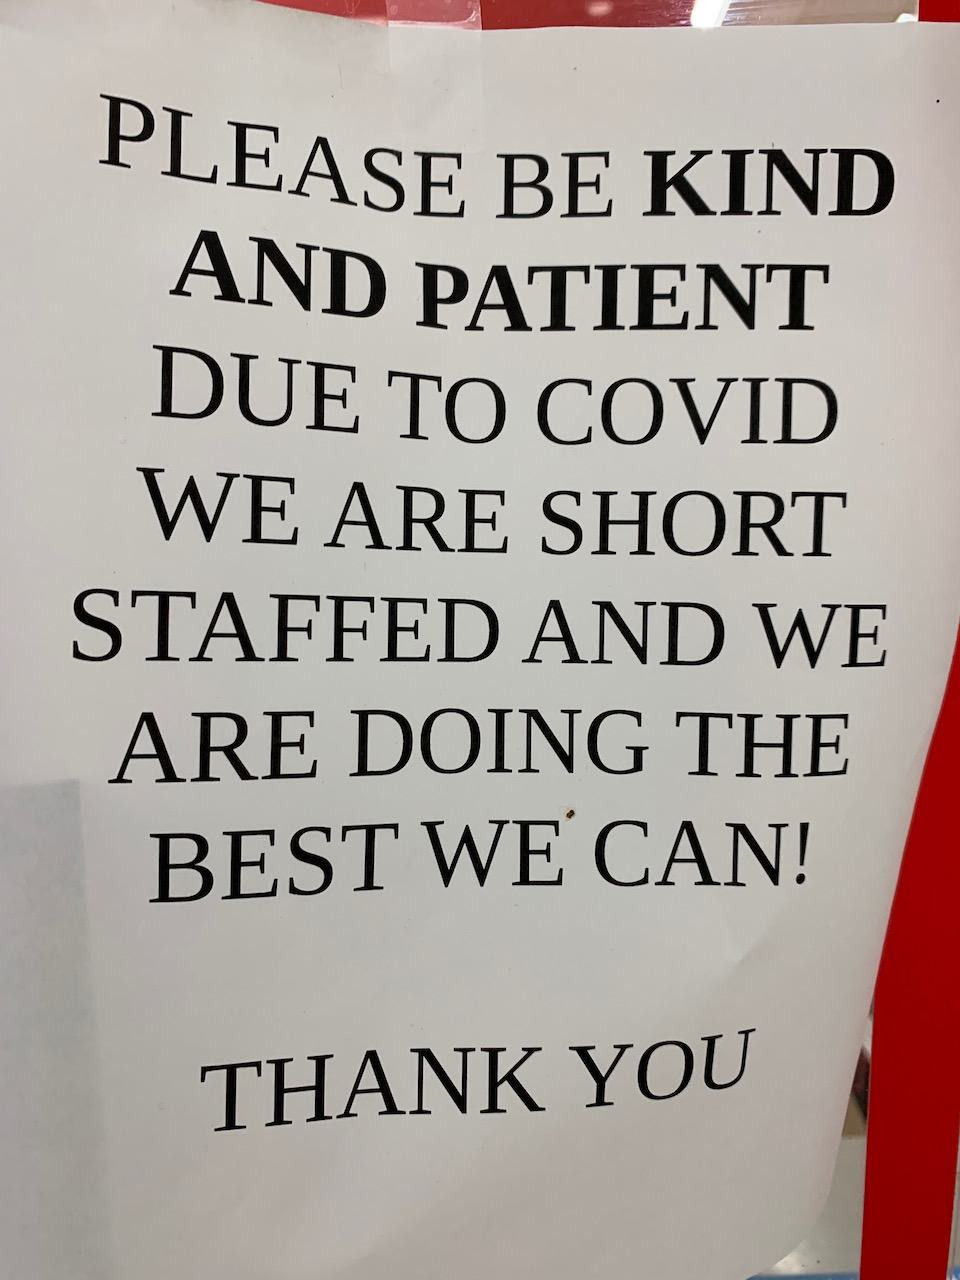 PLEASE BE KIND
AND PATIENT
DUE TO COVID
WE ARE SHORT
STAFFED AND WE
ARE DOING THE
BEST WE CAN!
THANK YOU